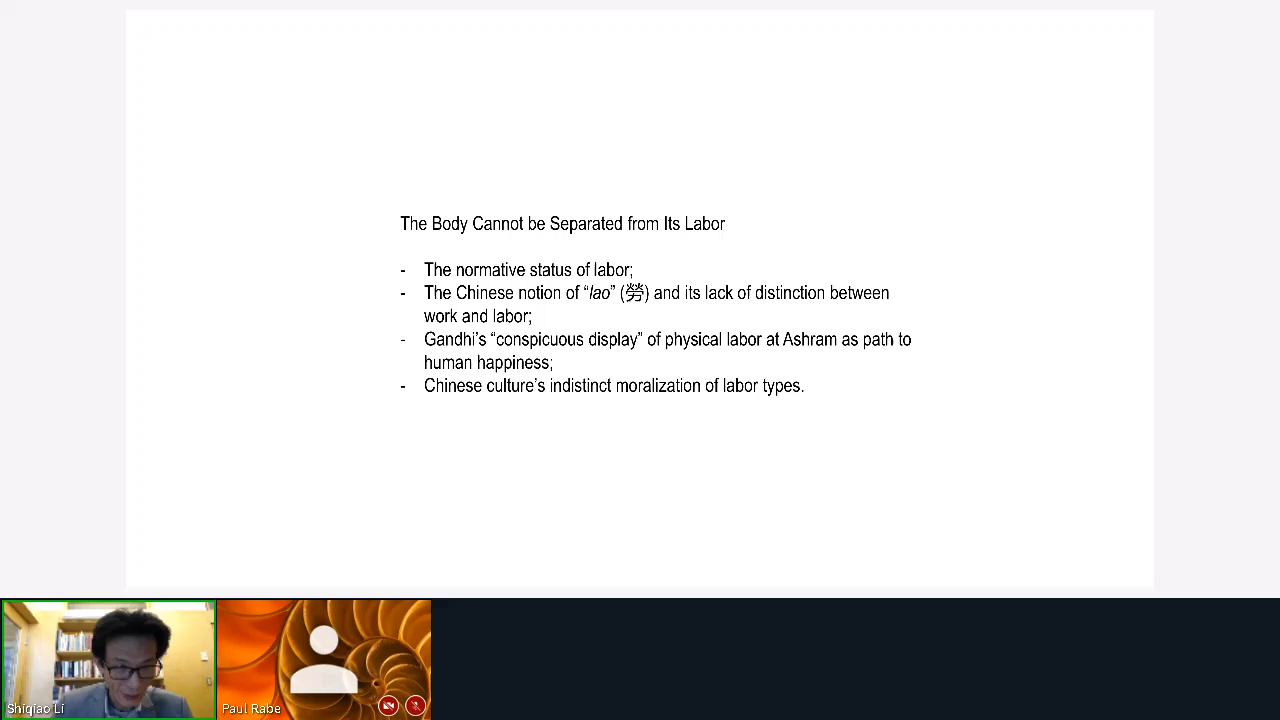 The Body Cannot be Separated from Its Labor
- The normative status of labor;
- The Chinese notion of “lao” (勞) and its lack of distinction between
work and labor;
- Gandhi’s “conspicuous display” of physical labor at Ashram as path to
human happiness;
- Chinese culture’s indistinct moralization of labor types.
Shiqiao Li
Paul Rabe